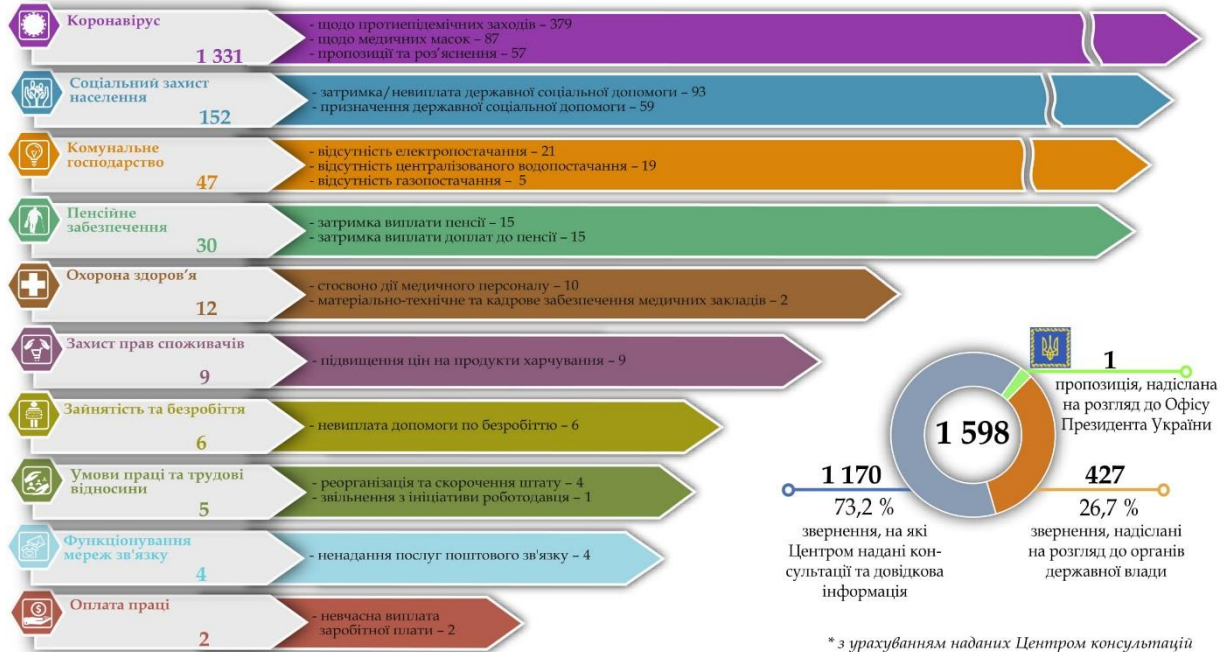 Коронавірус
1 331
- щодо протиепідемічних заходів – 379
- щодо медичних масок – 87
- пропозиції та роз’яснення – 57
Соціальний захист
населення
152
- затримка/невиплата державної соціальної допомоги – 93
- призначення державної соціальної допомоги – 59
Комунальне
господарство
47
- відсутність електропостачання – 21
- відсутність централізованого водопостачання – 19
- відсутність газопостачання – 5
Пенсійне
забезпечення
30
- затримка виплати пенсії – 15
- затримка виплати доплат до пенсії – 15
Охорона здоров’я
12
- стосвоно дії медичного персоналу – 10
- матеріально-технічне та кадрове забезпечення медичних закладів – 2
Захист прав споживачів
9
- підвищення цін на продукти харчування – 9
Зайнятість та безробіття
6
- невиплата допомоги по безробіттю – 6
Умови праці та трудові
відносини
5
- реорганізація та скорочення штату – 4
- звільнення з ініціативи роботодавця – 1
Функціонування
мереж зв'язку
4
- ненадання послуг поштового зв'язку – 4
Оплата праці
2
- невчасна виплата
заробітної плати – 2
1 598
1
пропозиція, надіслана
на розгляд до Офісу
Президента України
1 170
73,2 %
звернення, на які
Центром надані кон-
сультації та довідкова
інформація
427
26,7 %
звернення, надіслані
на розгляд до органів
державної влади
* з урахуванням наданих Центром консультацій